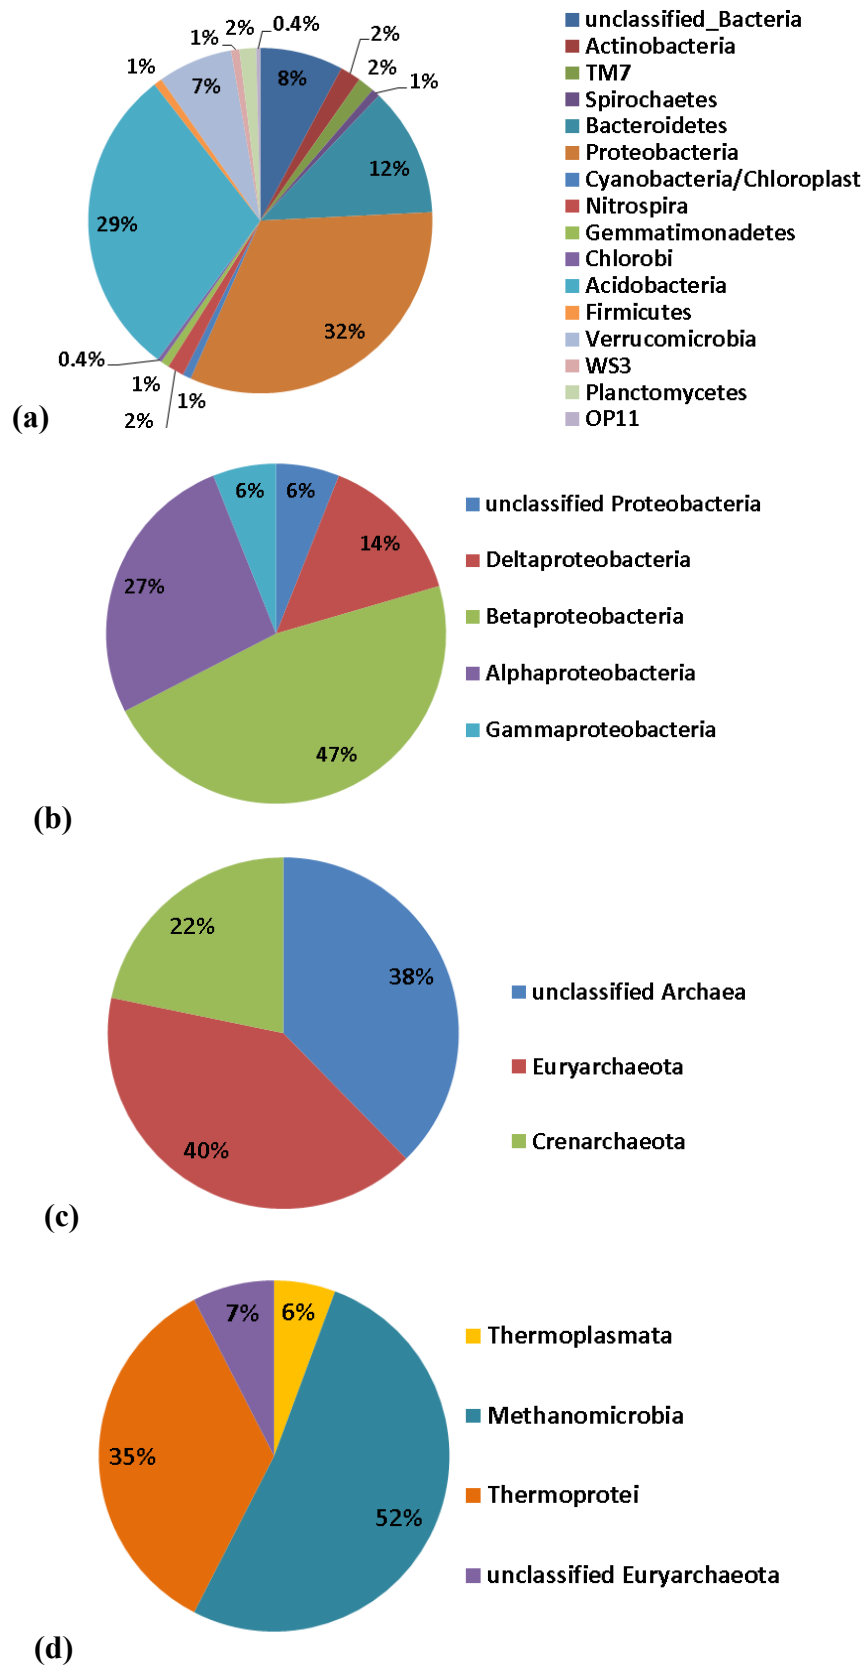 1%
2%
0.4%
2%
2%
1%
1%
7%
8%
12%
29%
32%
0.4%
1%
2%
1%
unclassified_Bacteria
Actinobacteria
TM7
Spirochaetes
Bacteroidetes
Proteobacteria
Cyanobacteria/Chloroplast
Nitrospira
Gemmatimonadetes
Chlorobi
Acidobacteria
Firmicutes
Verrucomicrobia
WS3
Planctomycetes
OP11
(a)
6%
6%
14%
27%
47%
unclassified Proteobacteria
Deltaproteobacteria
Betaproteobacteria
Alphaproteobacteria
Gammaproteobacteria
(b)
22%
38%
40%
unclassified Archaea
Euryarchaeota
Crenarchaeota
(c)
7%
6%
35%
52%
Thermoplasmata
Methanomicrobia
Thermoprotei
unclassified Euryarchaeota
(d)